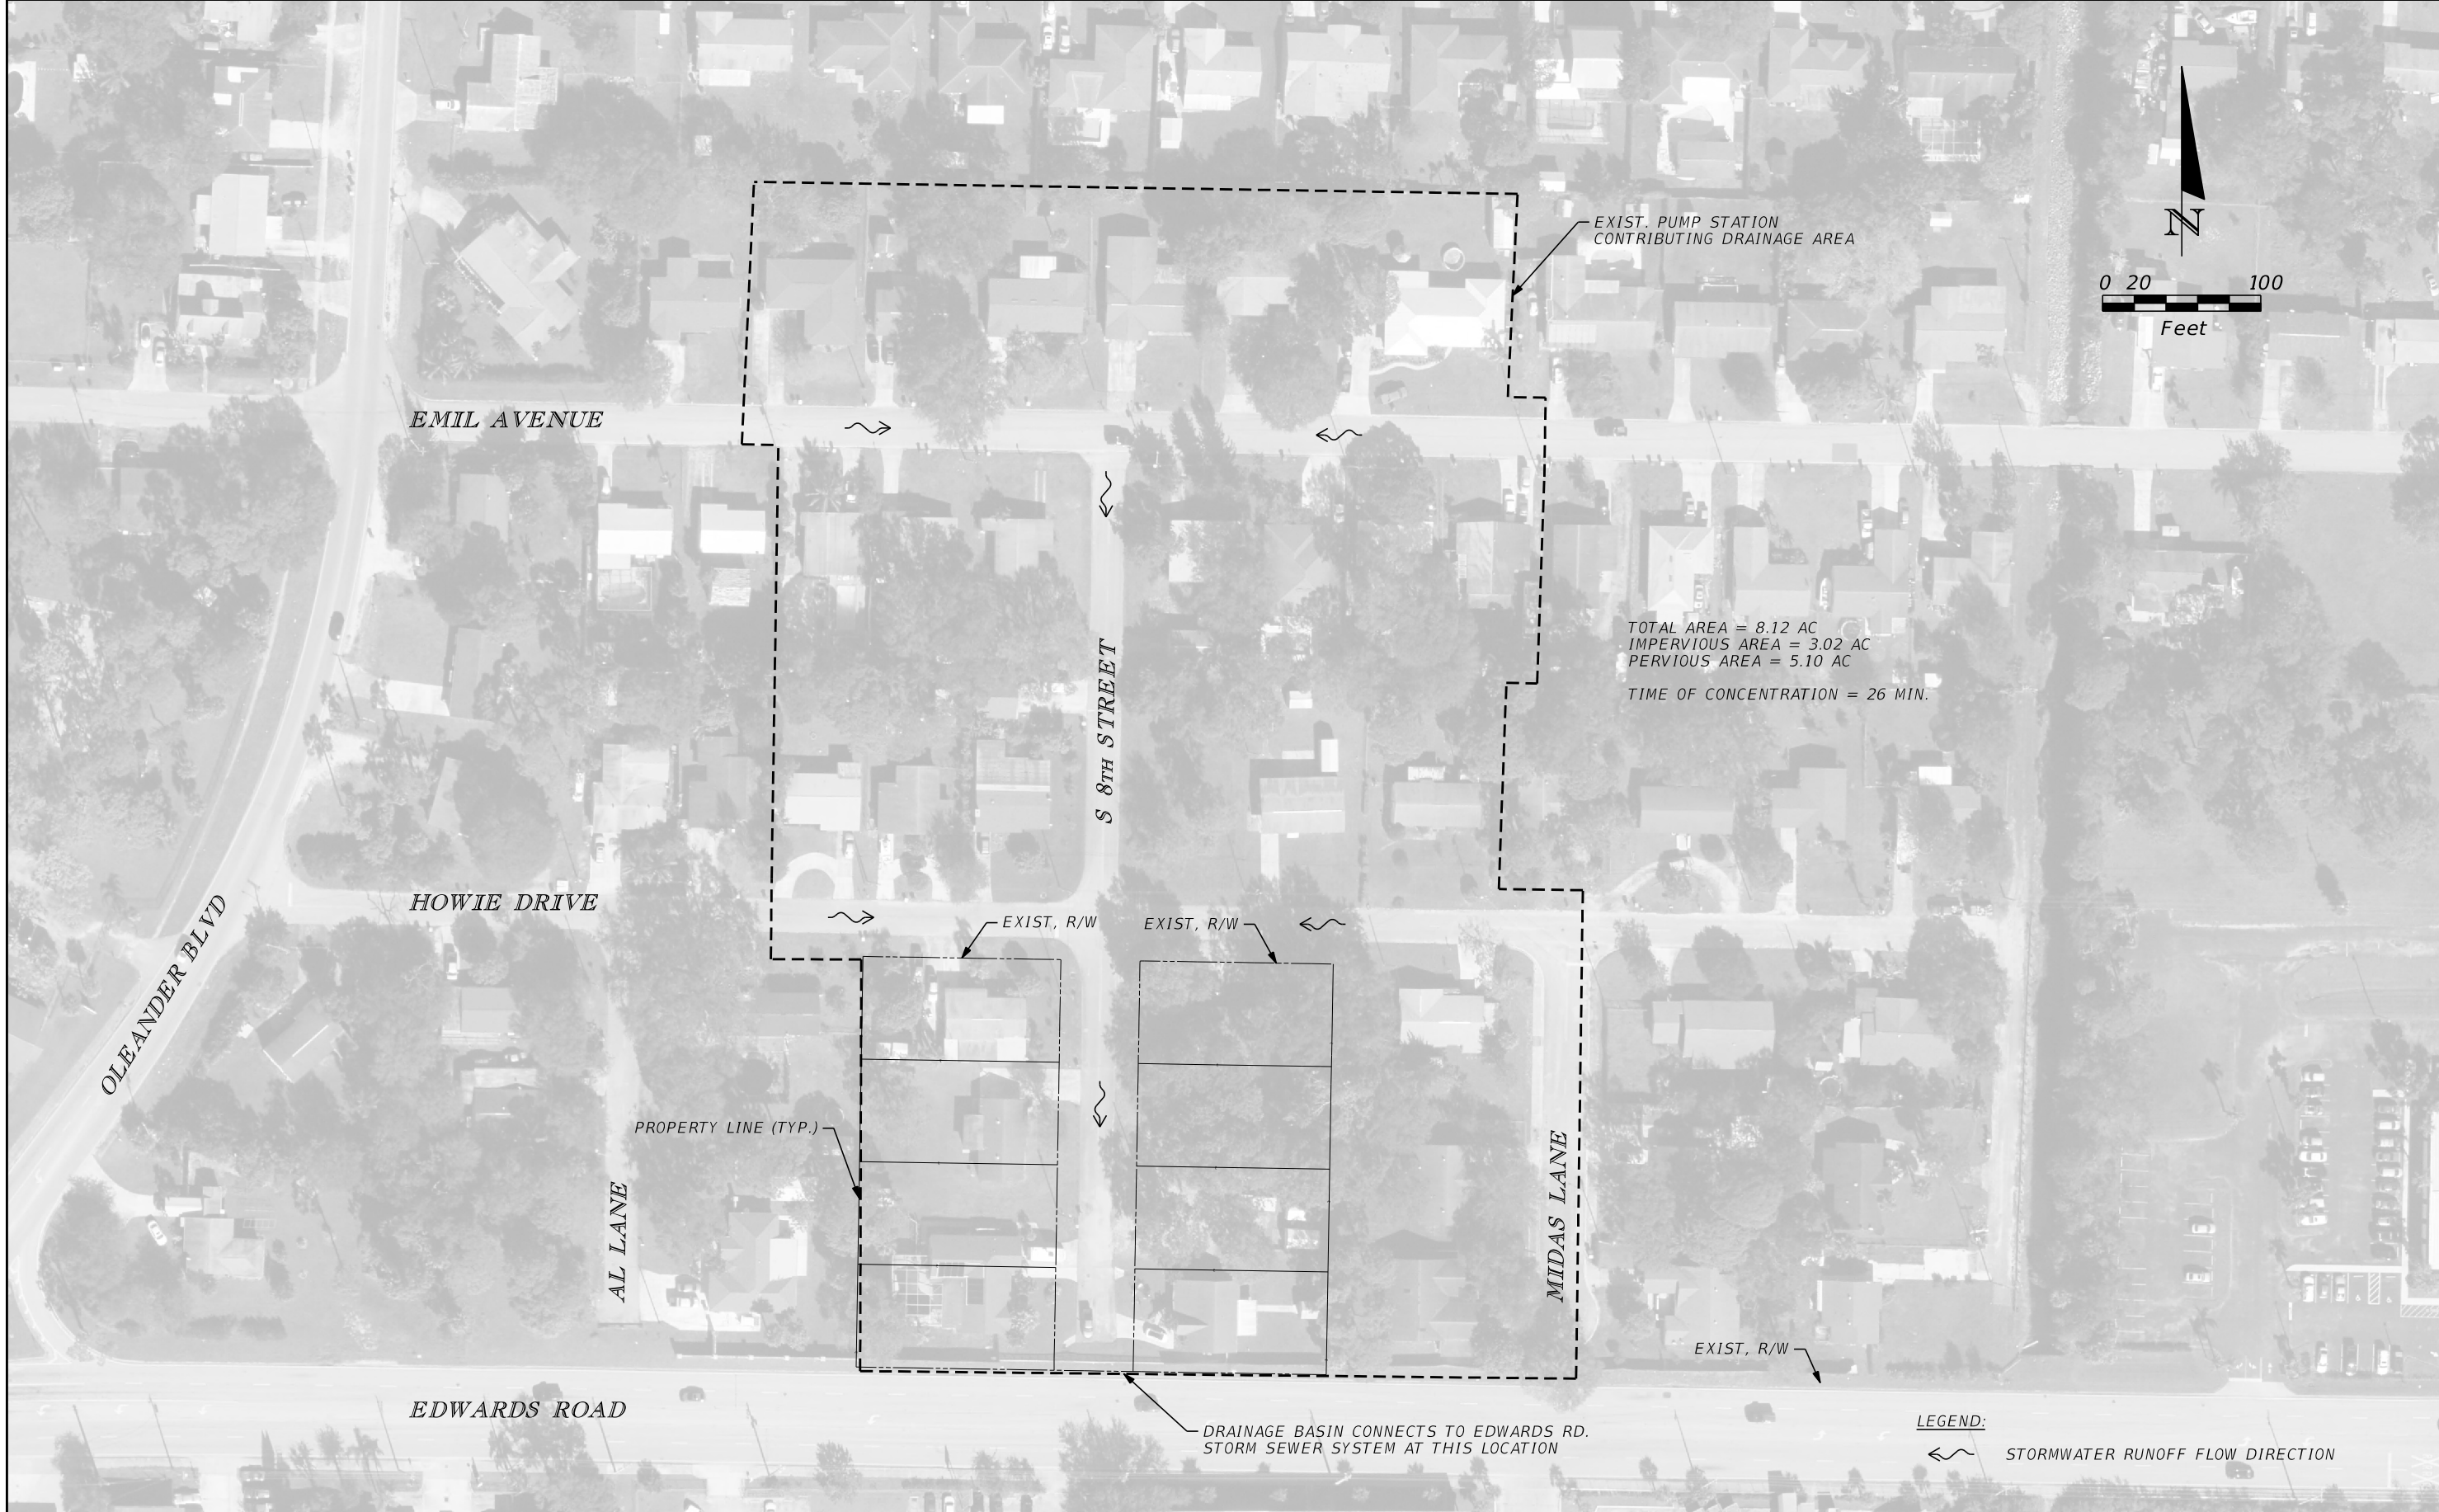 EXIST. PUMP STATION
CONTRIBUTING DRAINAGE AREA
N
0 20 100
Feet
EMIL AVENUE
S 8TH STREET
TOTAL AREA = 8.12 AC
IMPERVIOUS AREA = 3.02 AC
PERVIOUS AREA = 5.10 AC
TIME OF CONCENTRATION = 26 MIN.
HOWIE DRIVE
OLEANDER BLVD
EXIST, R/W
EXIST, R/W
PROPERTY LINE (TYP.)
AL LANE
MIDAS LANE
EXIST, R/W
EDWARDS ROAD
DRAINAGE BASIN CONNECTS TO EDWARDS RD.
STORM SEWER SYSTEM AT THIS LOCATION
LEGEND:
STORMWATER RUNOFF FLOW DIRECTION